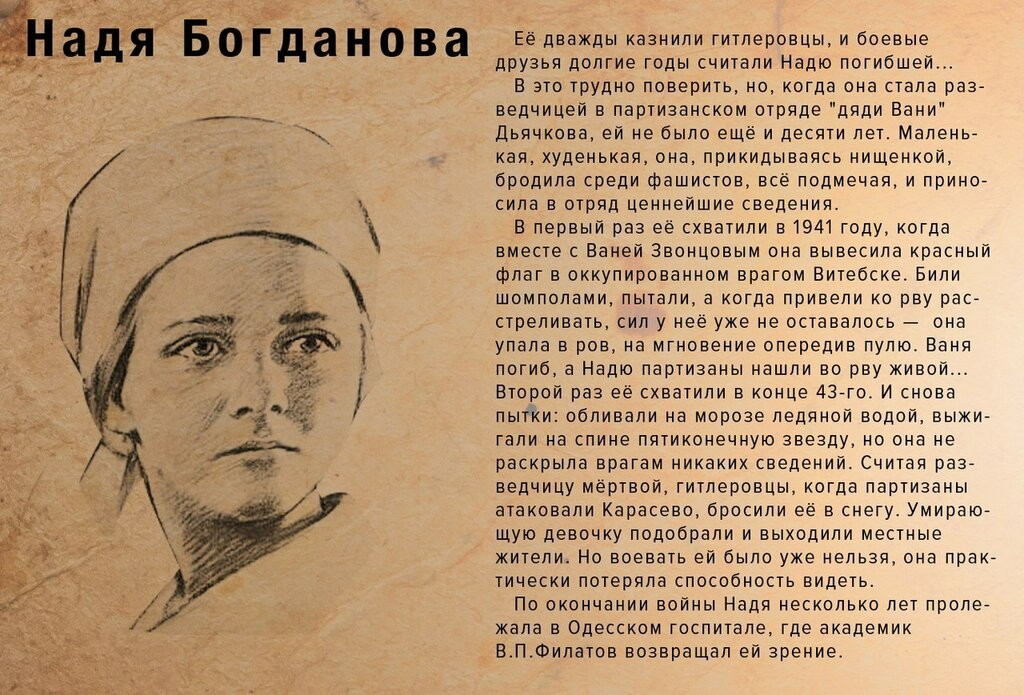 Надя Богданова
Её дважды казнили гитлеровцы, и боевые
друзья долгие годы считали Надю погибшей...
В это трудно поверить, но, когда она стала раз-
ведчицей в партизанском отряде "дяди Вани"
Дьячкова, ей не было ещё и десяти лет. Малень-
кая, худенькая, она, прикидываясь нищенкой,
бродила среди фашистов, всё подмечая, и прино-
сила в отряд ценнейшие сведения.
В первый раз её схватили в 1941 году, когда
вместе с Ваней Звонцовым она вывесила красный
флаг в оккупированном врагом Витебске. Били
шомполами, пытали, а когда привели ко рву рас-
стреливать, сил у неё уже не оставалось — она
упала в ров, на мгновение опередив пулю. Ваня
погиб, а Надю партизаны нашли во рву живой...
Второй раз её схватили в конце 43-го. И снова
пытки: обливали на морозе ледяной водой, выжи-
гали на спине пятиконечную звезду, но она не
раскрыла врагам никаких сведений. Считая раз-
ведчицу мёртвой, гитлеровцы, когда партизаны
атаковали Карасево, бросили её в снегу. Умираю-
щую девочку подобрали и выходили местные
жители. Но воевать ей было уже нельзя, она прак-
тически потеряла способность видеть.
По окончании войны Надя несколько лет проле-
жала в Одесском госпитале, где академик
В.П.Филатов возвращал ей зрение.